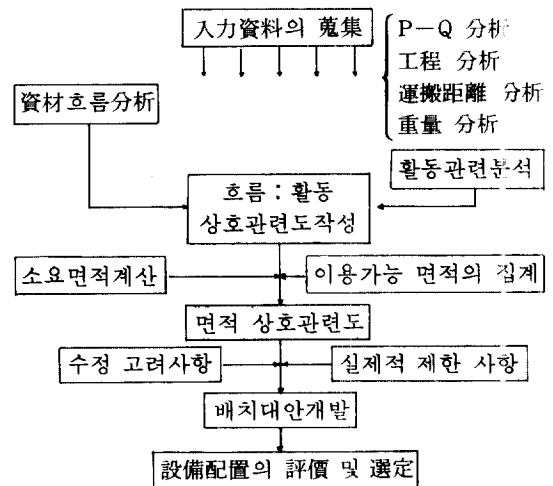 入力資料의 蒐集
P-Q 分析
工程 分析
運搬距離 分析
重量 分析
資材흐름分析
활동관련분석
흐름 : 활동
상호관련도작성
소요면적계산
이용가능 면적의 집계
면적 상호관련도
수정 고려사항
실제적 제한 사항
배치대안개발
設備配置의 評價 및 選定